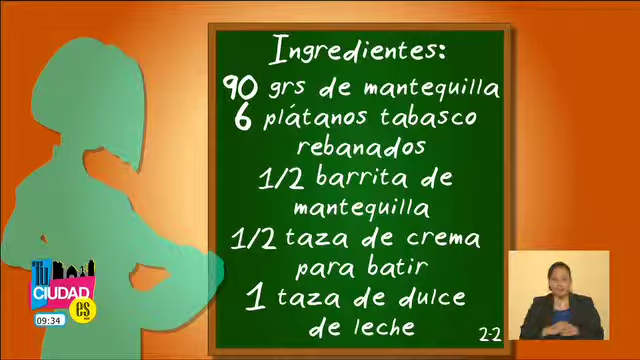 Ingredientes:
90 grs de mantequilla
6 plátanos tabasco
rebanados
1/2 barrita de
mantequilla
1/2 taza de crema
para batir
1 taza de dulce
de leche
2-2
TU
CIUDAD
ES
09:34